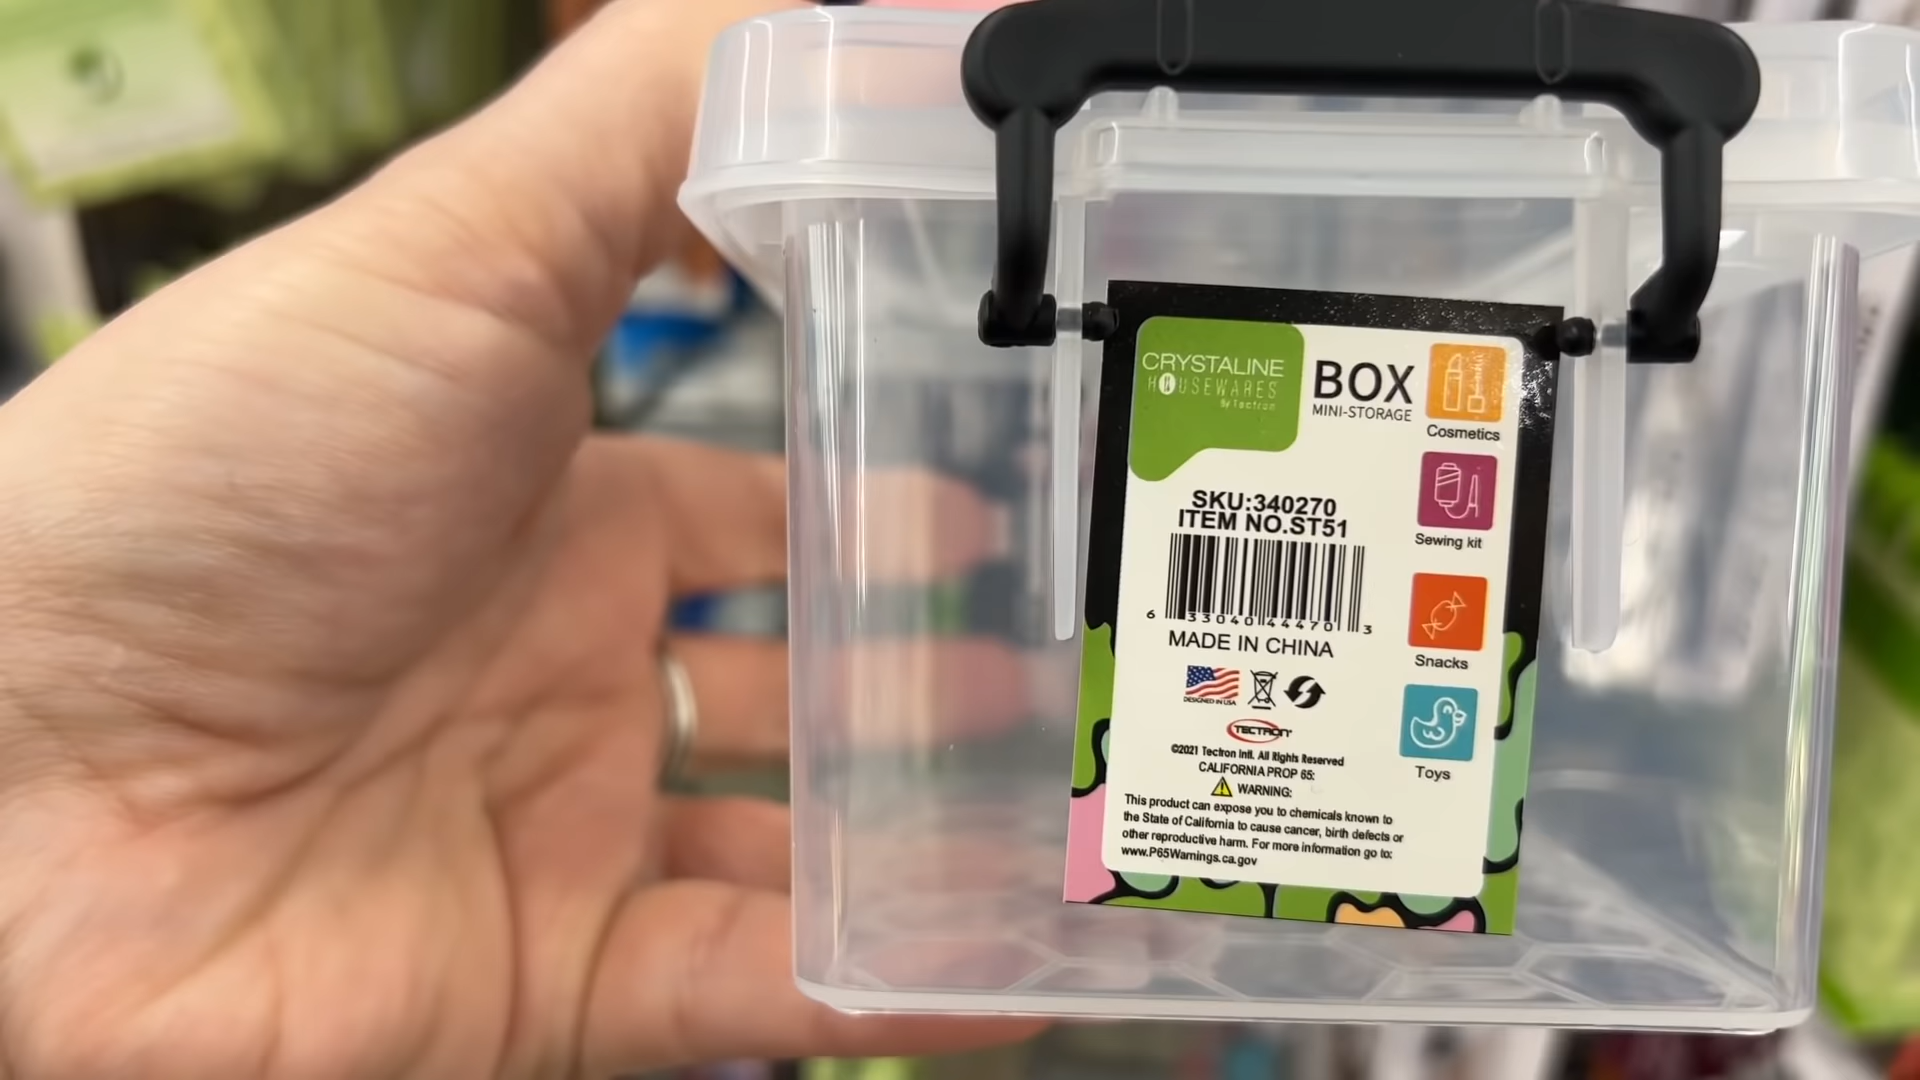 CRYSTALINE
HOUSEWARES
By Tectron
BOX
MINI-STORAGE
Cosmetics
Sewing kit
Snacks
Toys
SKU:340270
ITEM NO.ST51
6 33040 44470 3
MADE IN CHINA
DESIGNED IN USA
TECTRON
©2021 Tectron Intl. All Rights Reserved
CALIFORNIA PROP 65:
WARNING:
This product can expose you to chemicals known to
the State of California to cause cancer, birth defects or
other reproductive harm. For more information go to:
www.P65Warnings.ca.gov